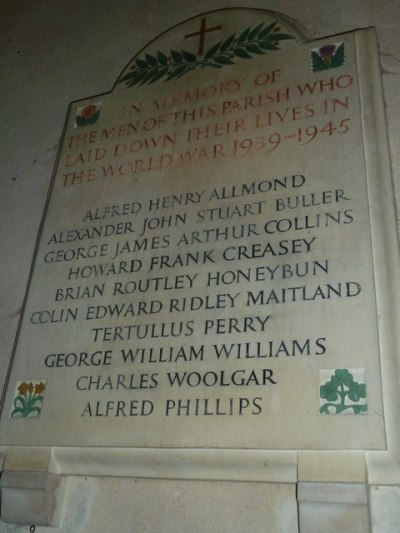 IN MEMORY OF
THE MEN OF THIS PARISH WHO
LAID DOWN THEIR LIVES IN
THE WORLD WAR 1939-1945
ALFRED HENRY ALLMOND
ALEXANDER JOHN STUART BULLER
GEORGE JAMES ARTHUR COLLINS
HOWARD FRANK CREASEY
BRIAN ROUTLEY HONEYBUN
COLIN EDWARD RIDLEY MAITLAND
TERTULLUS PERRY
GEORGE WILLIAM WILLIAMS
CHARLES WOOLGAR
ALFRED PHILLIPS